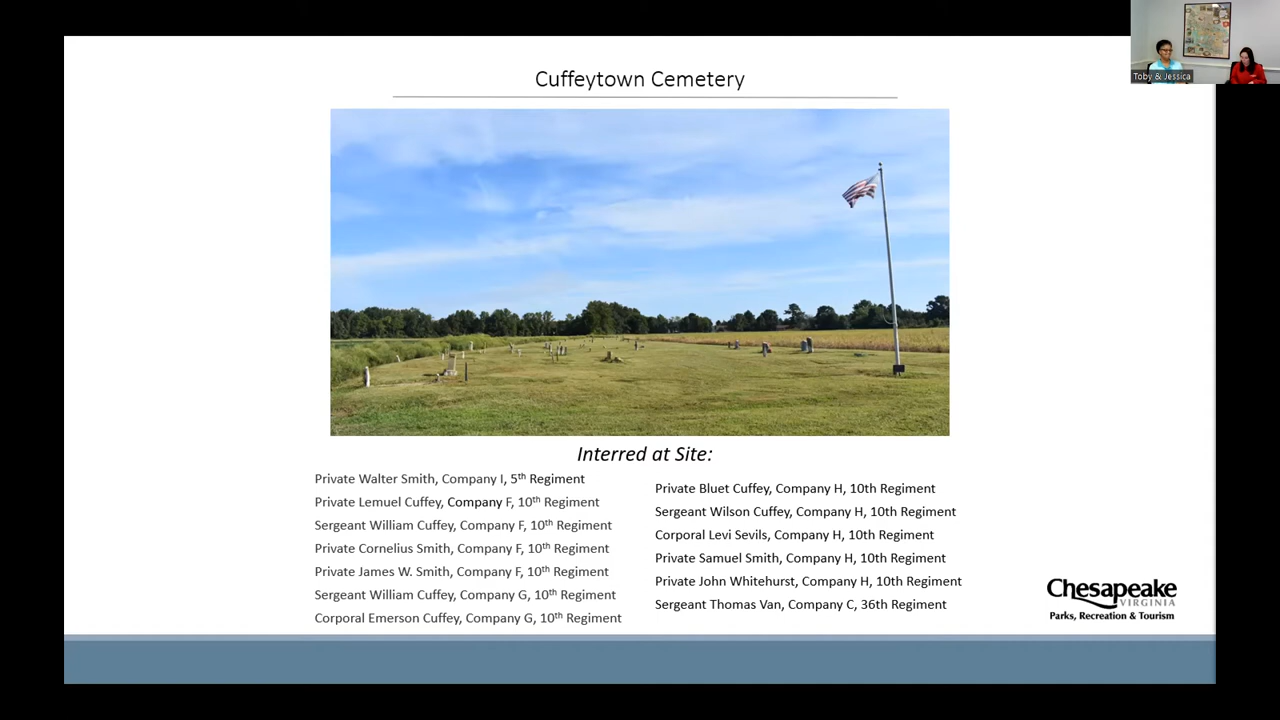 Toby & Jessica
Cuffeytown Cemetery
Interred at Site:
Private Walter Smith, Company I, 5th Regiment
Private Lemuel Cuffey, Company F, 10th Regiment
Sergeant William Cuffey, Company F, 10th Regiment
Private Cornelius Smith, Company F, 10th Regiment
Private James W. Smith, Company F, 10th Regiment
Sergeant William Cuffey, Company G, 10th Regiment
Corporal Emerson Cuffey, Company G, 10th Regiment
Private Bluet Cuffey, Company H, 10th Regiment
Sergeant Wilson Cuffey, Company H, 10th Regiment
Corporal Levi Sevils, Company H, 10th Regiment
Private Samuel Smith, Company H, 10th Regiment
Private John Whitehurst, Company H, 10th Regiment
Sergeant Thomas Van, Company C, 36th Regiment
Chesapeake
VIRGINIA
Parks, Recreation & Tourism